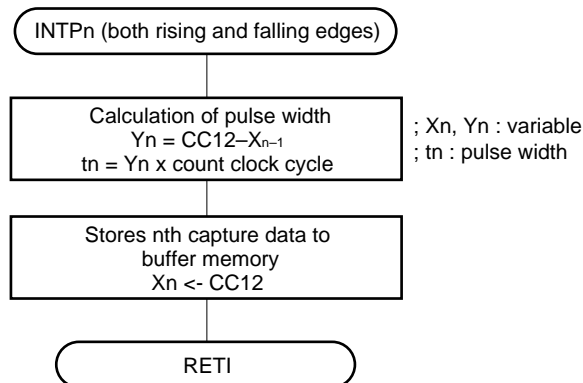 INTPn (both rising and falling edges)
Calculation of pulse width
Yn = CC12–Xn–1
tn = Yn x count clock cycle
; Xn, Yn : variable
; tn : pulse width
Stores nth capture data to
buffer memory
Xn <- CC12
RETI